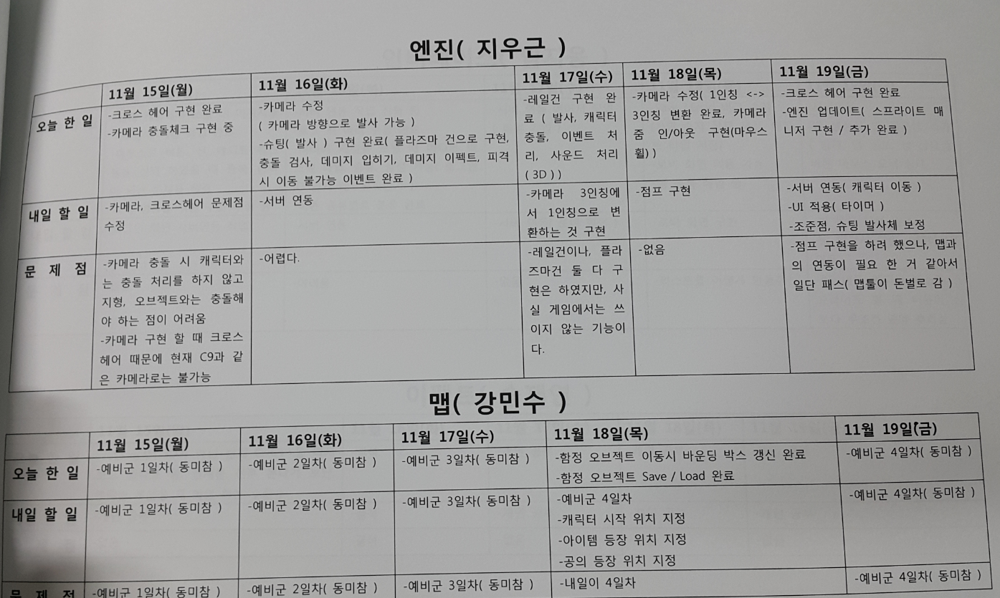 엔진( 지우근 )
11월 15일(월)
11월 16일(화)
11월 17일(수)
11월 18일(목)
11월 19일(금)
오늘 한 일
-크로스 헤어 구현 완료
-카메라 충돌체크 구현 중
-카메라 수정
( 카메라 방향으로 발사 가능 )
-슈팅( 발사 ) 구현 완료( 플라즈마 건으로 구현,
충돌 검사, 데미지 입히기, 데미지 이펙트, 피격
시 이동 불가능 이벤트 완료 )
-레일건 구현 완
료 ( 발사, 캐릭터
충돌, 이벤트 처
리, 사운드 처리
( 3D ) )
-카메라 수정( 1인칭 <->
3인칭 변환 완료, 카메라
줌 인/아웃 구현(마우스
휠) )
-크로스 헤어 구현 완료
-엔진 업데이트( 스프라이트 매
니저 구현 / 추가 완료 )
내일 할 일
-카메라, 크로스헤어 문제점
수정
-서버 연동
-카메라 3인칭에
서 1인칭으로 변
환하는 것 구현
-점프 구현
-서버 연동( 캐릭터 이동 )
-UI 적용( 타이머 )
-조준점, 슈팅 발사체 보정
문 제 점
-카메라 충돌 시 캐릭터와
는 충돌 처리를 하지 않고
지형, 오브젝트와는 충돌해
야 하는 점이 어려움
-카메라 구현 할 때 크로스
헤어 때문에 현재 C9과 같
은 카메라로는 불가능
-어렵다.
-레일건이나, 플라
즈마건 둘 다 구
현은 하였지만, 사
실 게임에서는 쓰
이지 않는 기능이
다.
-없음
-점프 구현을 하려 했으나, 맵과
의 연동이 필요 한 거 같아서
일단 패스( 맵툴이 돈벌로 감 )
맵( 강민수 )
11월 15일(월)
11월 16일(화)
11월 17일(수)
11월 18일(목)
11월 19일(금)
오늘 한 일
-예비군 1일차( 동미참 )
-예비군 2일차( 동미참 )
-예비군 3일차( 동미참 )
-함정 오브젝트 이동시 바운딩 박스 갱신 완료
-함정 오브젝트 Save / Load 완료
-예비군 4일차( 동미참 )
내일 할 일
-예비군 1일차( 동미참 )
-예비군 2일차( 동미참 )
-예비군 3일차( 동미참 )
-예비군 4일차
-캐릭터 시작 위치 지정
-아이템 등장 위치 지정
-공의 등장 위치 지정
-예비군 4일차( 동미참 )
문 제 점
-예비군 1일차( 동미참 )
-예비군 2일차( 동미참 )
-예비군 3일차( 동미참 )
-내일이 4일차
-예비군 4일차( 동미참 )